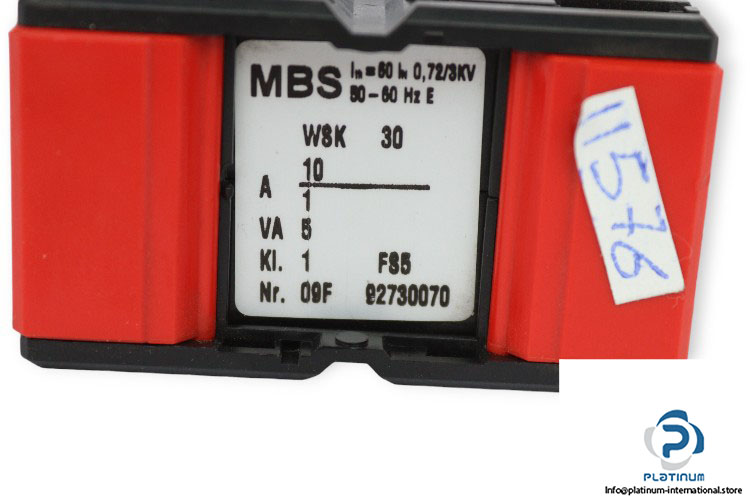 MBS
Ith=60 IN 0,72/3KV
50-60 Hz E
WSK 30
A 10
1
VA 5
Kl. 1 FS5
Nr. 09F 92730070
11576
PLATINUM
Info@platinum-international.store